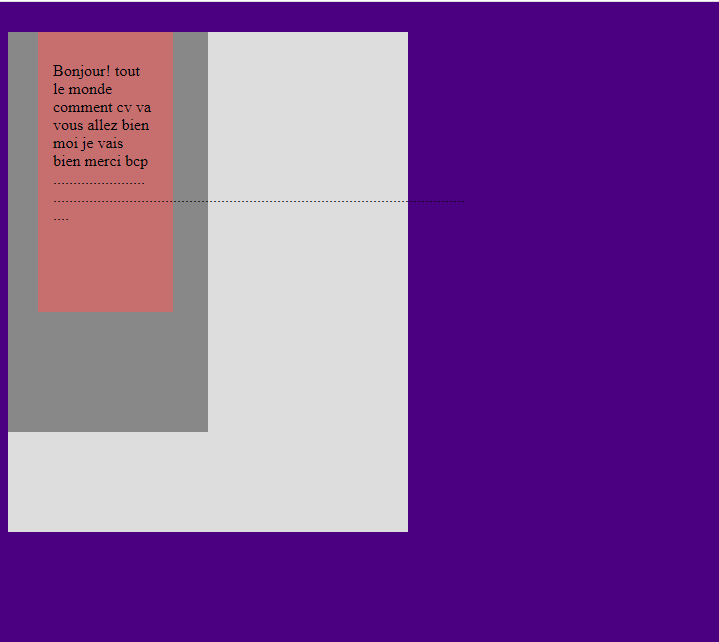 Bonjour! tout
le monde
comment cv va
vous allez bien
moi je vais
bien merci bcp
.......................
.......................................................................................................
....